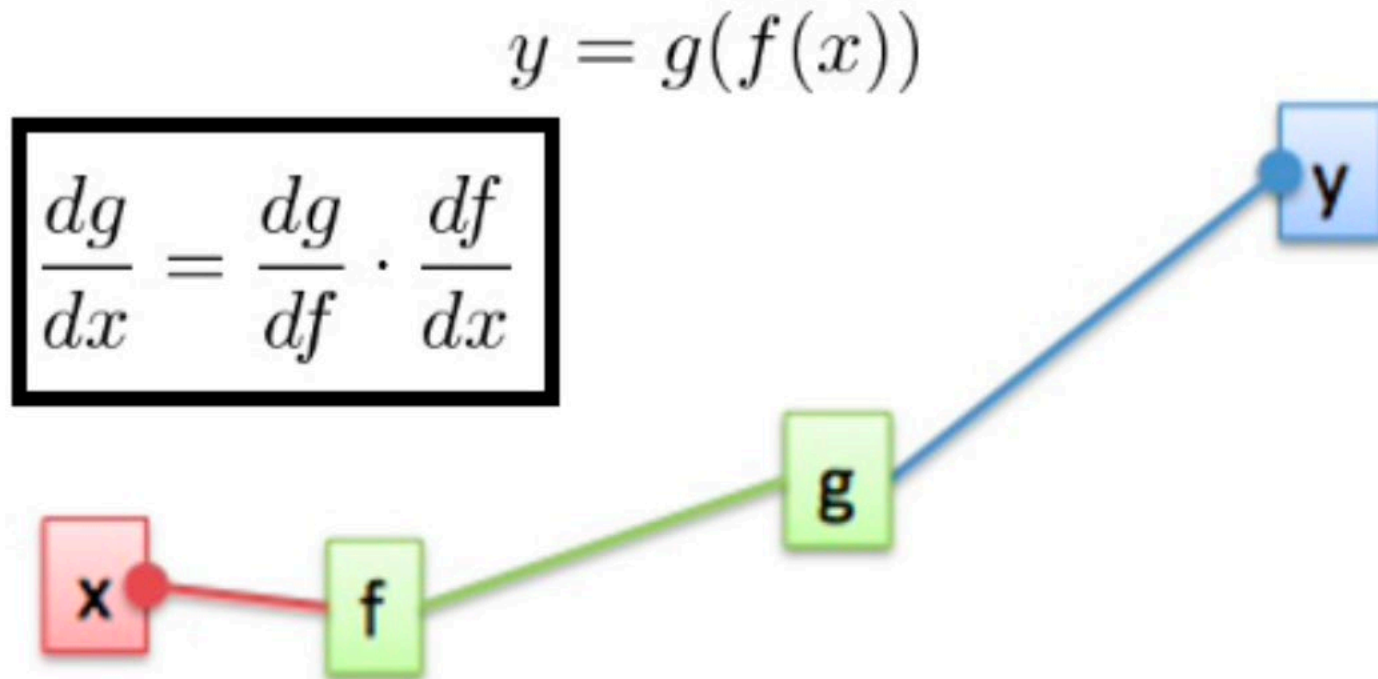 y = g(f(x))
dg/dx = dg/df · df/dx
y
g
x
f